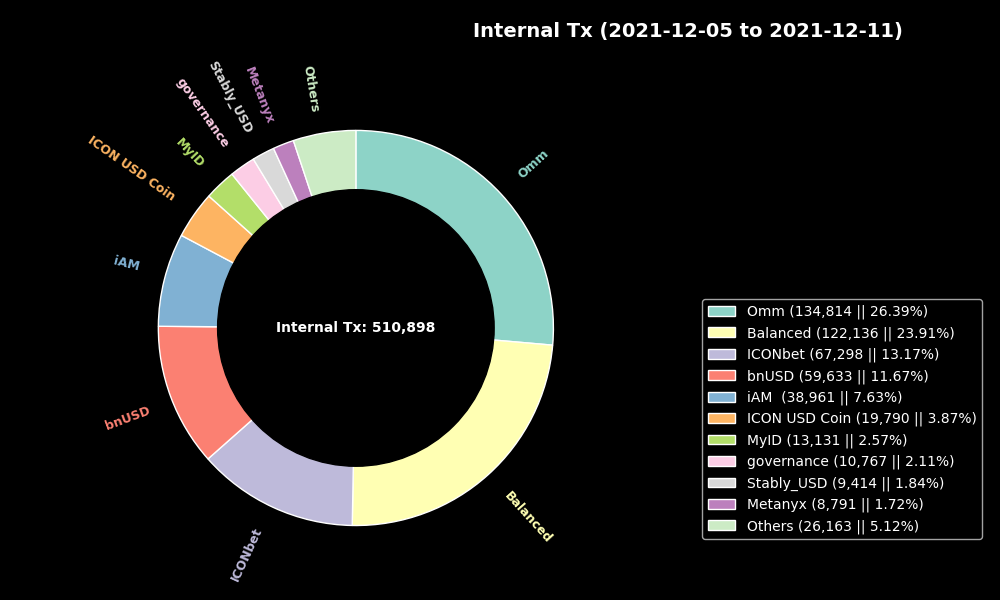 Internal Tx (2021-12-05 to 2021-12-11)
Others
Metanyx
Stably_USD
governance
MyID
ICON USD Coin
iAM
bnUSD
ICONbet
Balanced
Omm
Internal Tx: 510,898
Omm (134,814 || 26.39%)
Balanced (122,136 || 23.91%)
ICONbet (67,298 || 13.17%)
bnUSD (59,633 || 11.67%)
iAM  (38,961 || 7.63%)
ICON USD Coin (19,790 || 3.87%)
MyID (13,131 || 2.57%)
governance (10,767 || 2.11%)
Stably_USD (9,414 || 1.84%)
Metanyx (8,791 || 1.72%)
Others (26,163 || 5.12%)